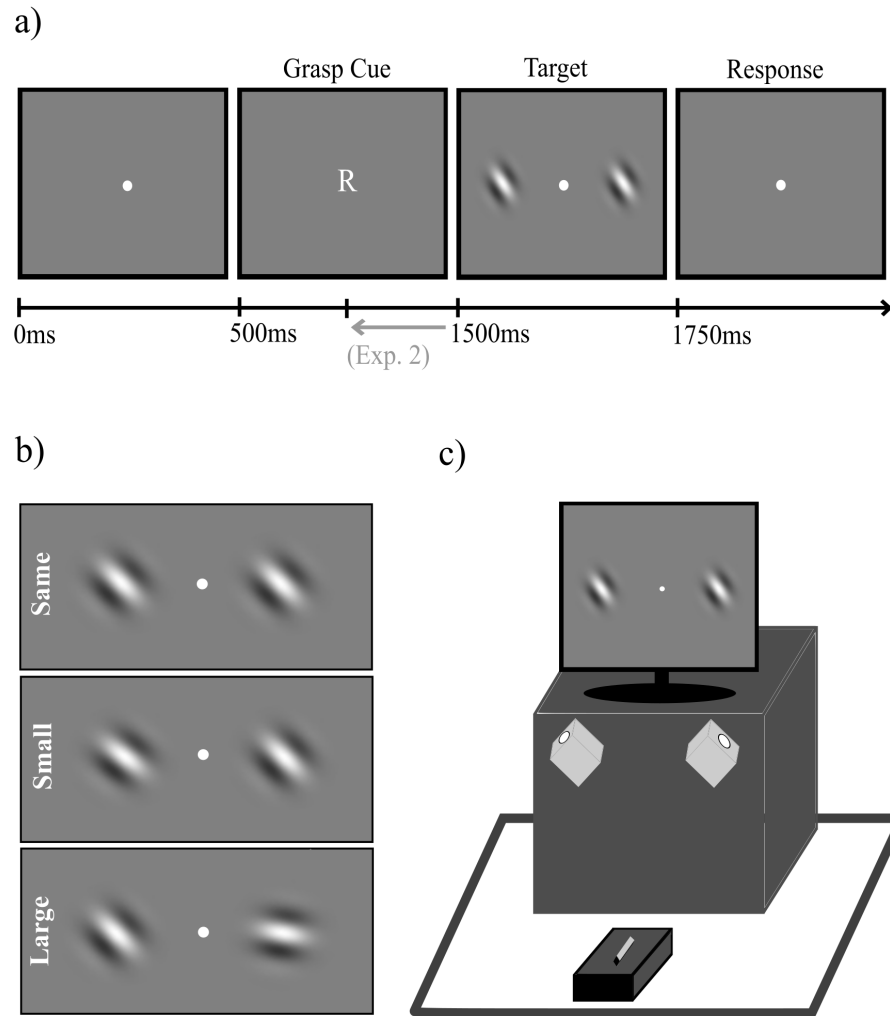 a)
Grasp Cue
Target
Response
R
0ms
500ms
1500ms
1750ms
(Exp. 2)
b)
Same
Small
Large
c)